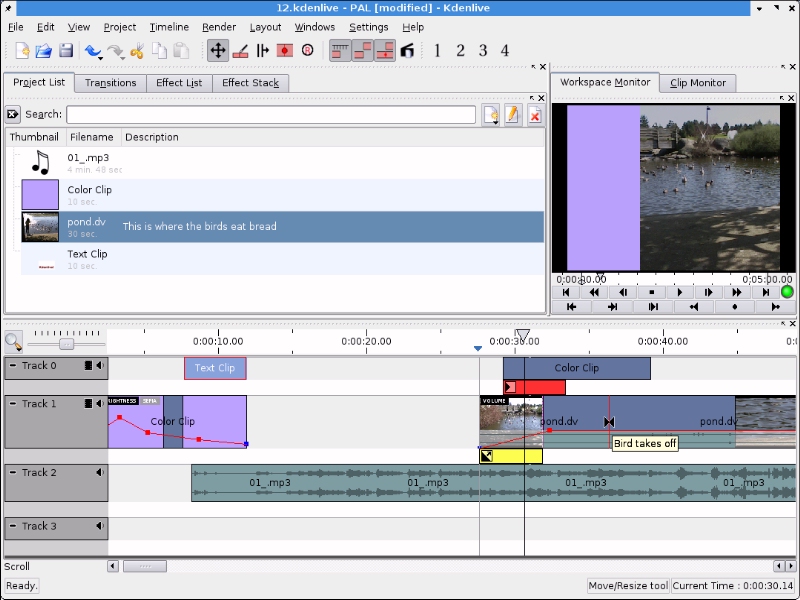 12.kdenlive - PAL [modified] - Kdenlive
File Edit View Project Timeline Render Layout Windows Settings Help
1 2 3 4
Project List Transitions Effect List Effect Stack
Workspace Monitor Clip Monitor
Search:
Thumbnail Filename Description
01_.mp3
4 min, 48 sec
Color Clip
10 sec.
pond.dv This is where the birds eat bread
30 sec.
Text Clip
10 sec.
0:05:00.00
0:00:10.00 0:00:20.00 0:00:30.00 0:00:40.00
Track 0 Text Clip Color Clip
Track 1 SEPIA VOLUME
Color Clip pond.dv pond.dv
Bird takes off
Track 2
01_.mp3 01_.mp3 01_.mp3 01_.mp3
Track 3
Scroll
Ready. Move/Resize tool Current Time : 0:00:30.14